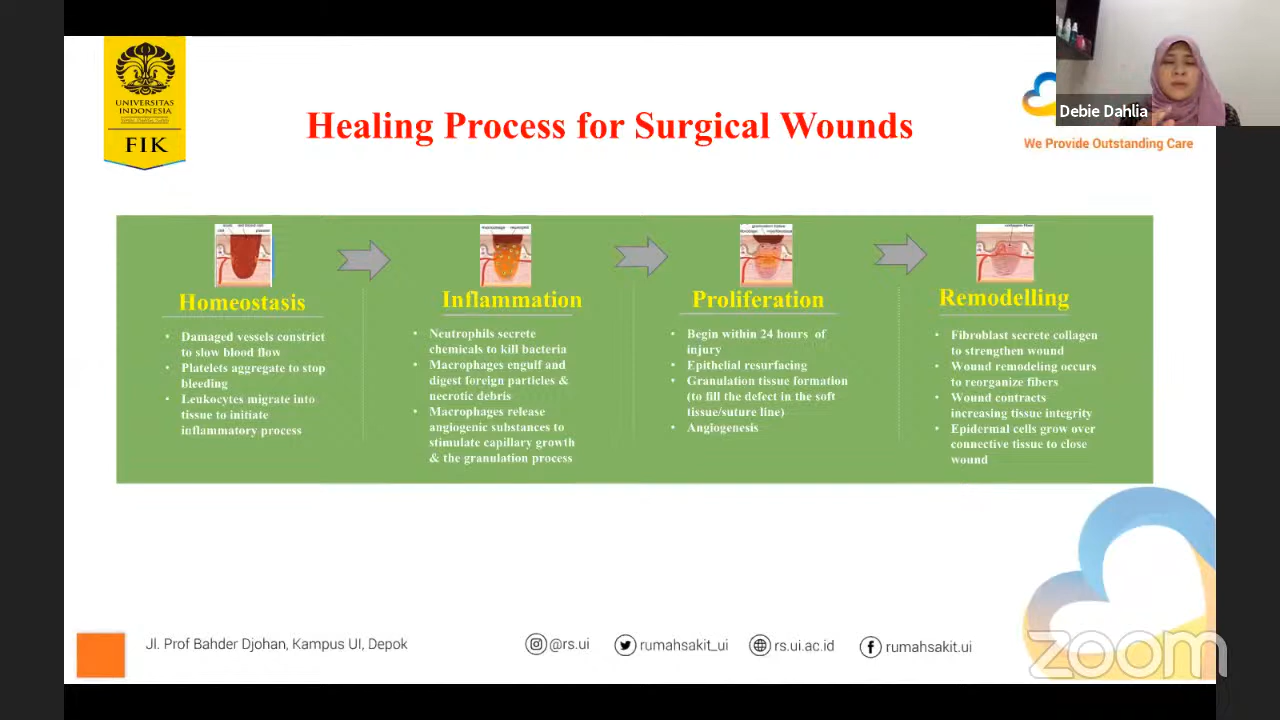 UNIVERSITAS
INDONESIA
FIK
Healing Process for Surgical Wounds
Debie Dahlia
We Provide Outstanding Care
Homeostasis
• Damaged vessels constrict
to slow blood flow
• Platelets aggregate to stop
bleeding
• Leukocytes migrate into
tissue to initiate
inflammatory process
Inflammation
• Neutrophils secrete
chemicals to kill bacteria
• Macrophages engulf and
digest foreign particles &
necrotic debris
• Macrophages release
angiogenic substances to
stimulate capillary growth
& the granulation process
Proliferation
• Begin within 24 hours of
injury
• Epithelial resurfacing
• Granulation tissue formation
(to fill the defect in the soft
tissue/suture line)
• Angiogenesis
Remodelling
• Fibroblast secrete collagen
to strengthen wound
• Wound remodeling occurs
to reorganize fibers
• Wound contracts
increasing tissue integrity
• Epidermal cells grow over
connective tissue to close
wound
Jl. Prof Bahder Djohan, Kampus UI, Depok
@rs.ui
rumahsakit_ui
rs.ui.ac.id
rumahsakit.ui
zoom